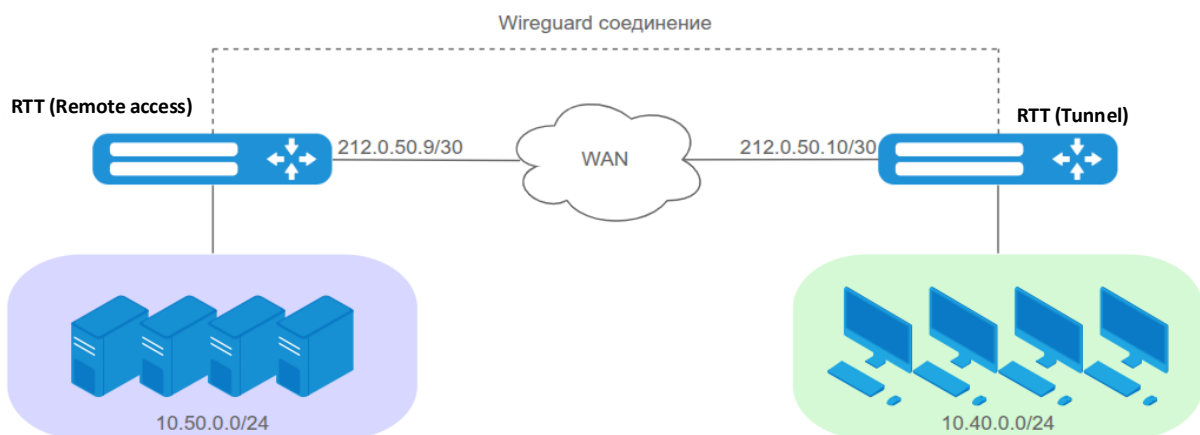 Wireguard соединение
RTT (Remote access)
RTT (Tunnel)
212.0.50.9/30
WAN
212.0.50.10/30
10.50.0.0/24
10.40.0.0/24